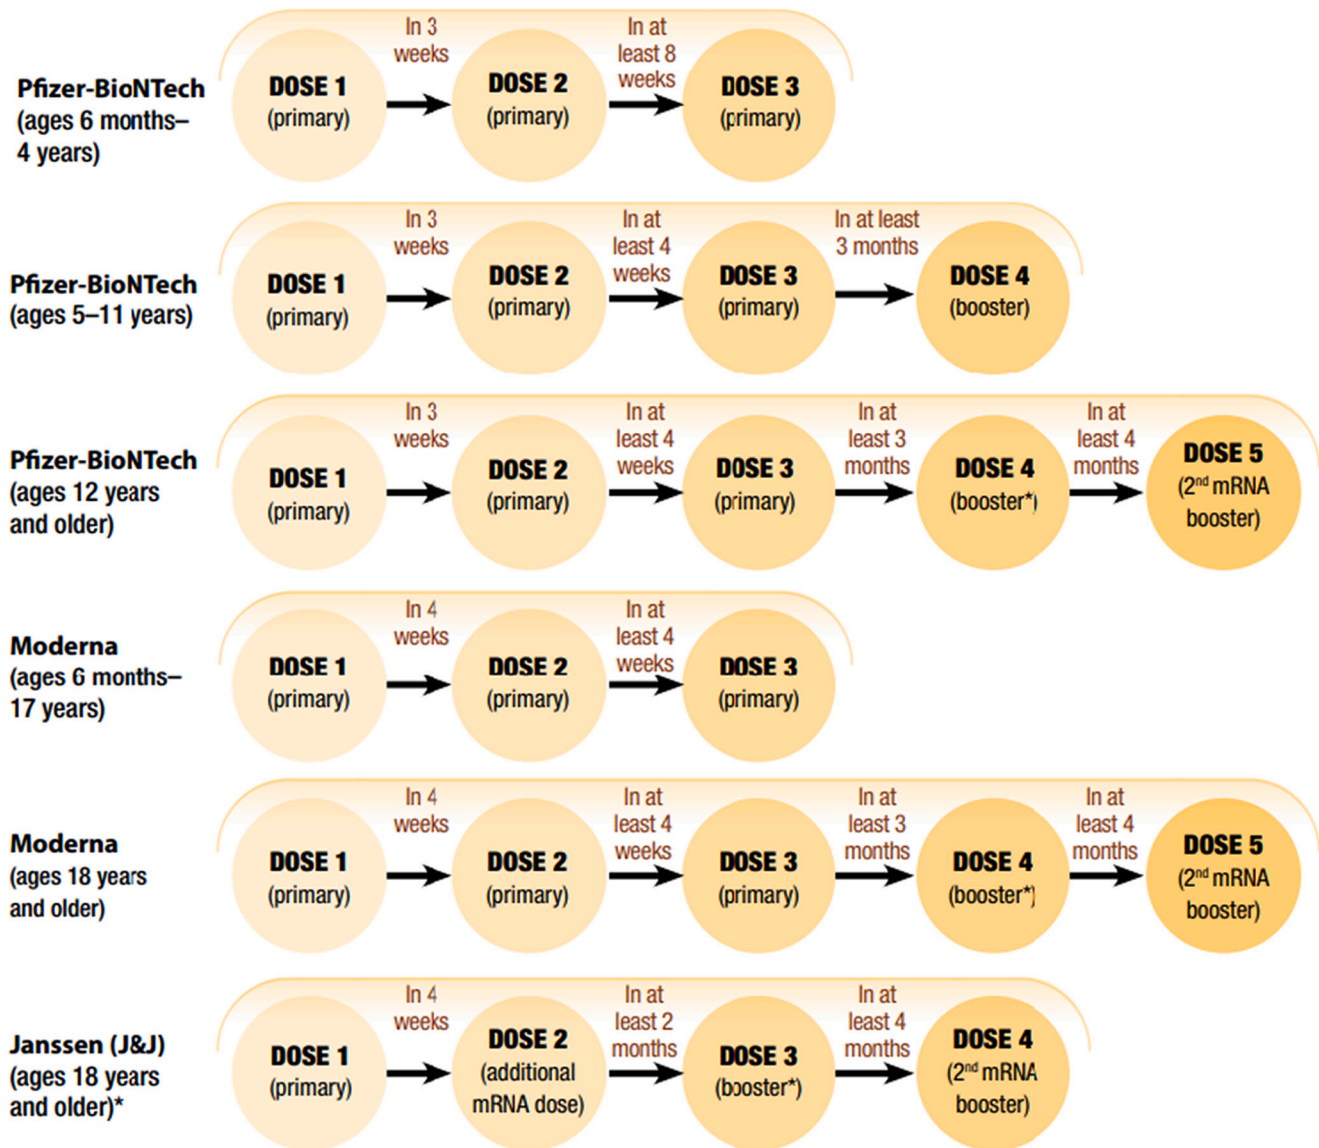 Pfizer-BioNTech
(ages 6 months–
4 years)
DOSE 1
(primary)
In 3
weeks
DOSE 2
(primary)
In at
least 8
weeks
DOSE 3
(primary)
Pfizer-BioNTech
(ages 5–11 years)
DOSE 1
(primary)
In 3
weeks
DOSE 2
(primary)
In at
least 4
weeks
DOSE 3
(primary)
In at least
3 months
DOSE 4
(booster)
Pfizer-BioNTech
(ages 12 years
and older)
DOSE 1
(primary)
In 3
weeks
DOSE 2
(primary)
In at
least 4
weeks
DOSE 3
(primary)
In at
least 3
months
DOSE 4
(booster*)
In at
least 4
months
DOSE 5
(2nd mRNA
booster)
Moderna
(ages 6 months–
17 years)
DOSE 1
(primary)
In 4
weeks
DOSE 2
(primary)
In at
least 4
weeks
DOSE 3
(primary)
Moderna
(ages 18 years
and older)
DOSE 1
(primary)
In 4
weeks
DOSE 2
(primary)
In at
least 4
weeks
DOSE 3
(primary)
In at
least 3
months
DOSE 4
(booster*)
In at
least 4
months
DOSE 5
(2nd mRNA
booster)
Janssen (J&J)
(ages 18 years
and older)*
DOSE 1
(primary)
In 4
weeks
DOSE 2
(additional
mRNA dose)
In at
least 2
months
DOSE 3
(booster*)
In at
least 4
months
DOSE 4
(2nd mRNA
booster)